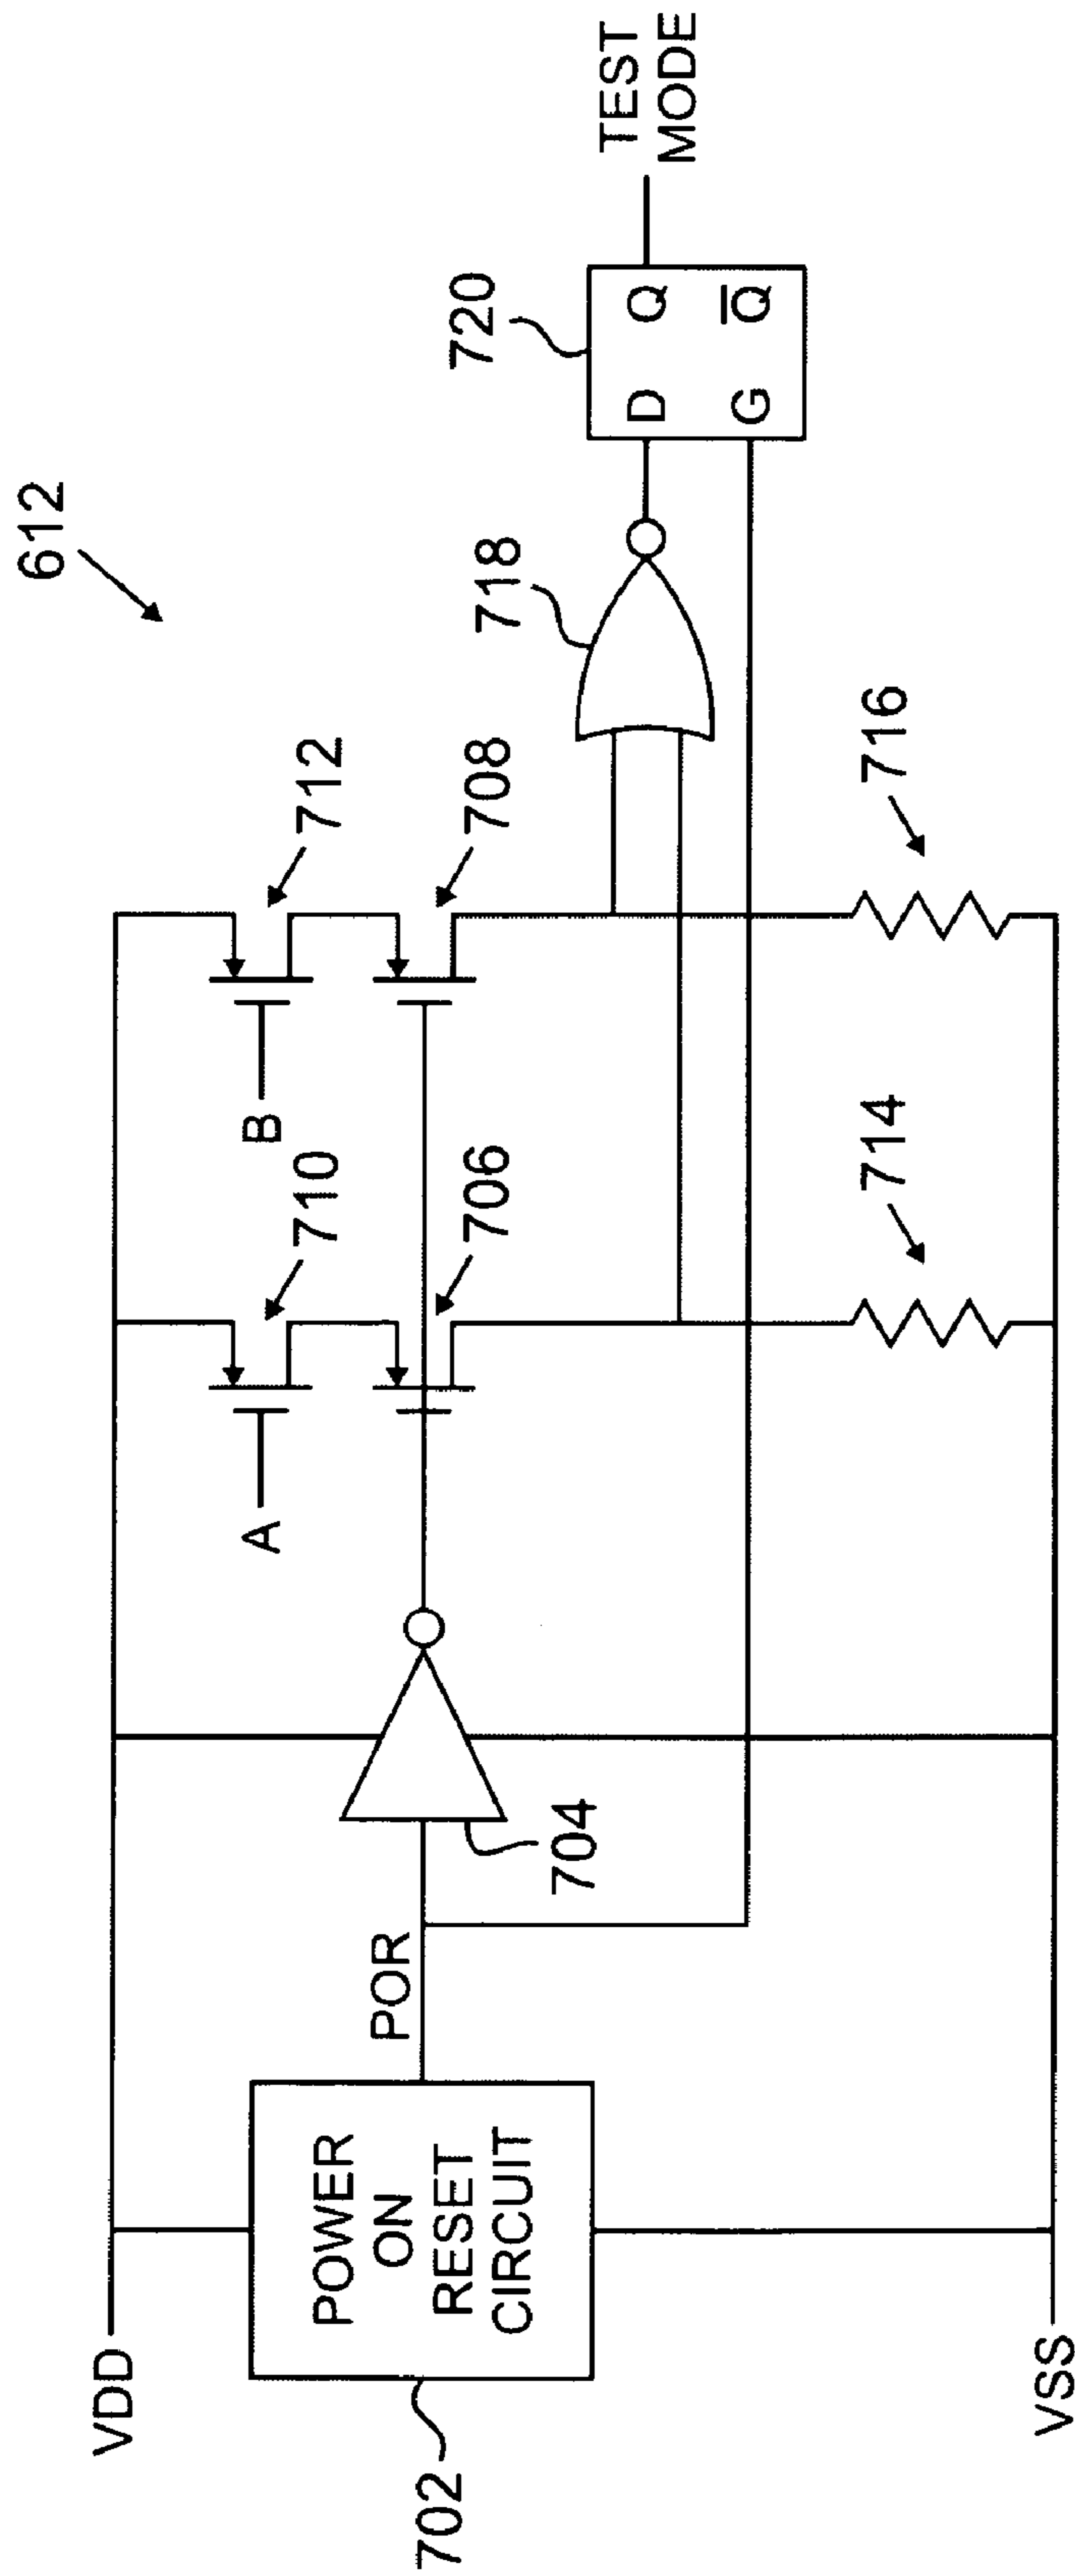 612
VDD
VSS
POWER
ON
RESET
CIRCUIT
702
POR
704
A
710
706
714
B
712
708
716
718
720
D
Q
G
Q̅
TEST
MODE